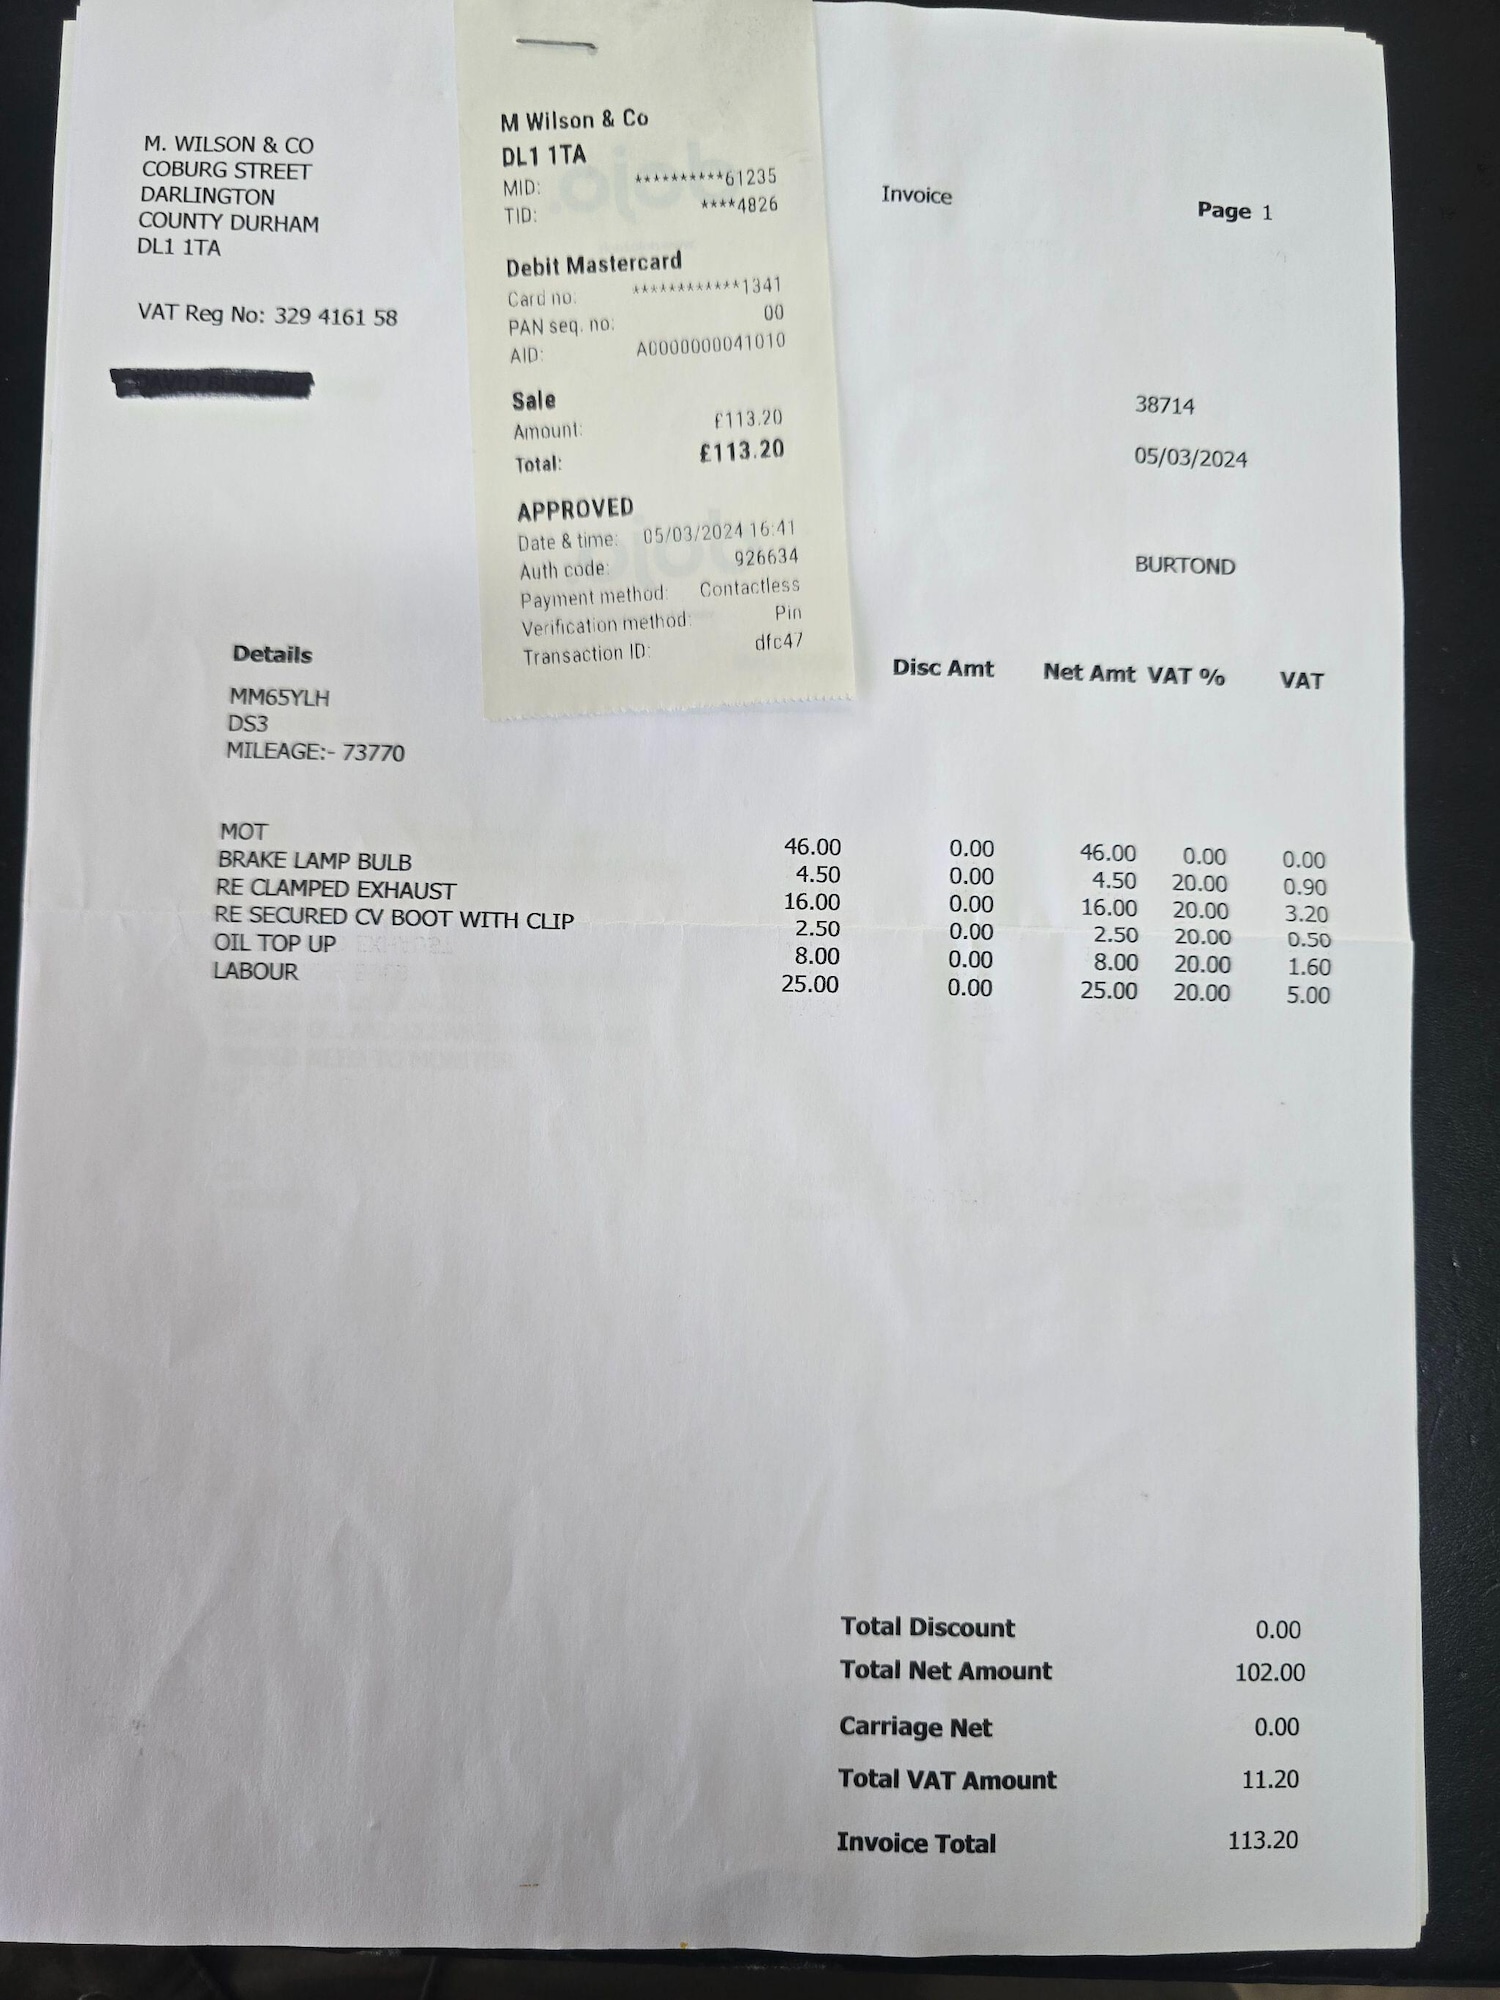 M. WILSON & CO
COBURG STREET
DARLINGTON
COUNTY DURHAM
DL1 1TA
VAT Reg No: 329 4161 58
M Wilson & Co
DL1 1TA
MID: **********61235
TID: ****4826
Debit Mastercard
Card no: ************1341
PAN seq. no: 00
AID: A0000000041010
Sale
Amount: £113.20
Total: £113.20
APPROVED
Date & time: 05/03/2024 16:41
Auth code: 926634
Payment method: Contactless
Verification method: Pin
Transaction ID: dfc47
Invoice
Page 1
38714
05/03/2024
BURTOND
Details Disc Amt Net Amt VAT % VAT
MM65YLH
DS3
MILEAGE:- 73770
MOT 46.00 0.00 46.00 0.00 0.00
BRAKE LAMP BULB 4.50 0.00 4.50 20.00 0.90
RE CLAMPED EXHAUST 16.00 0.00 16.00 20.00 3.20
RE SECURED CV BOOT WITH CLIP 2.50 0.00 2.50 20.00 0.50
OIL TOP UP 8.00 0.00 8.00 20.00 1.60
LABOUR 25.00 0.00 25.00 20.00 5.00
Total Discount 0.00
Total Net Amount 102.00
Carriage Net 0.00
Total VAT Amount 11.20
Invoice Total 113.20